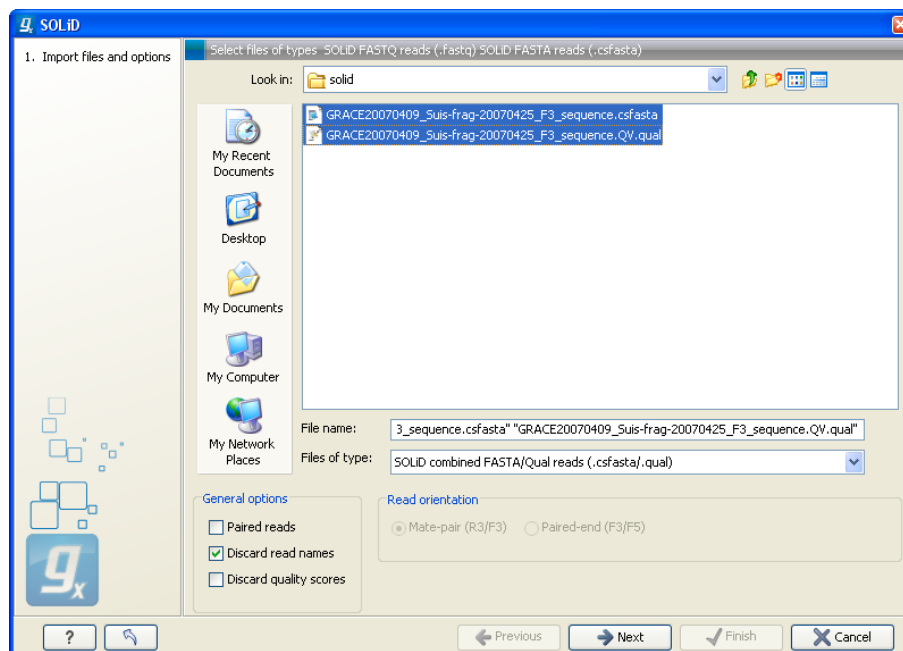 SOLiD
1. Import files and options
Select files of types SOLiD FASTQ reads (.fastq) SOLiD FASTA reads (.csfasta)
Look in:
solid
My Recent
Documents
Desktop
My Documents
My Computer
My Network
Places
GRACE20070409_Suis-frag-20070425_F3_sequence.csfasta
GRACE20070409_Suis-frag-20070425_F3_sequence.QV.qual
File name:
3_sequence.csfasta" "GRACE20070409_Suis-frag-20070425_F3_sequence.QV.qual"
Files of type:
SOLiD combined FASTA/Qual reads (.csfasta/.qual)
General options
Paired reads
Discard read names
Discard quality scores
Read orientation
Mate-pair (R3/F3)
Paired-end (F3/F5)
gx
?
Previous
Next
Finish
Cancel